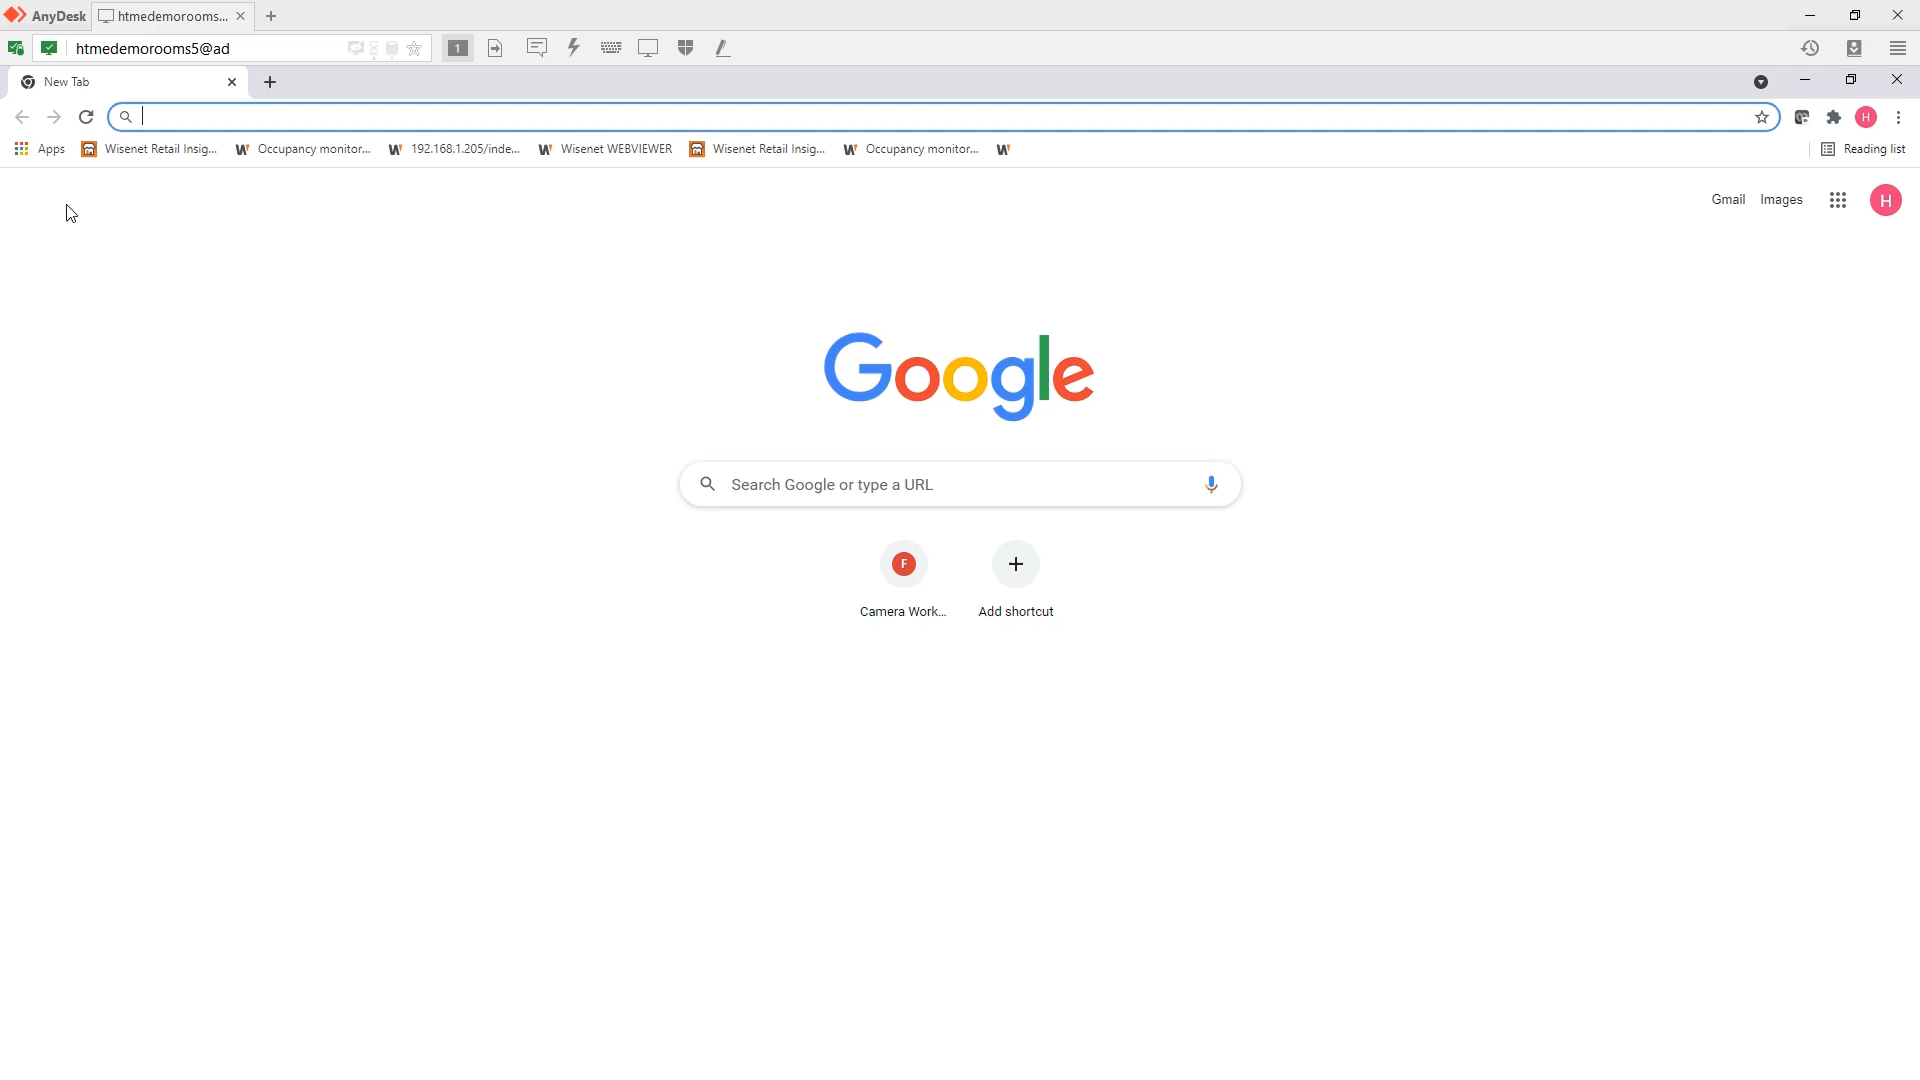 AnyDesk htmedemorooms...
htmedemorooms5@ad 1
New Tab
Apps Wisenet Retail Insig... Occupancy monitor... 192.168.1.205/inde... Wisenet WEBVIEWER Wisenet Retail Insig... Occupancy monitor... Reading list
Gmail Images H
Google
Search Google or type a URL
F
Camera Work... Add shortcut